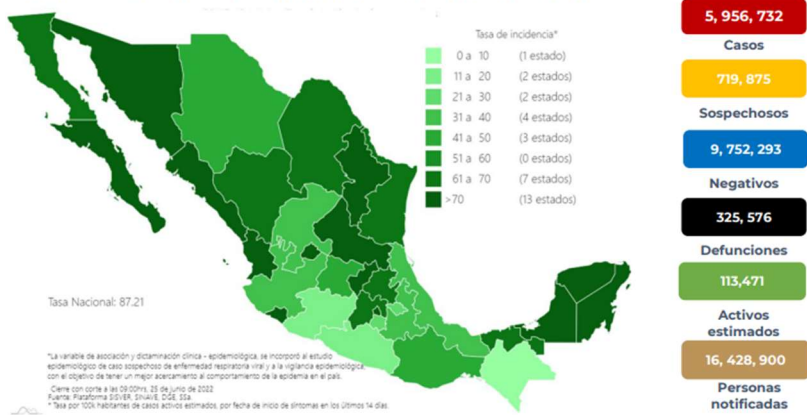 Tasa de incidencia*
0 a 10 (1 estado)
11 a 20 (2 estados)
21 a 30 (2 estados)
31 a 40 (4 estados)
41 a 50 (3 estados)
51 a 60 (0 estados)
61 a 70 (7 estados)
>70 (13 estados)
Tasa Nacional: 87.21
*La variable de asociación y dictaminación clínica - epidemiológica, se incorporó al estudio
epidemiológico de caso sospechoso de enfermedad respiratoria viral y a la vigilancia epidemiológica,
con el objetivo de tener un mejor acercamiento al comportamiento de la epidemia en el país.
Cierre con corte a las 09:00hrs, 25 de junio de 2022
Fuente: Plataforma SISVER, SINAVE, DGE, SSa.
* Tasa por 100k habitantes de casos activos estimados, por fecha de inicio de síntomas en los últimos 14 días.
5, 956, 732
Casos
719, 875
Sospechosos
9, 752, 293
Negativos
325, 576
Defunciones
113,471
Activos
estimados
16, 428, 900
Personas
notificadas